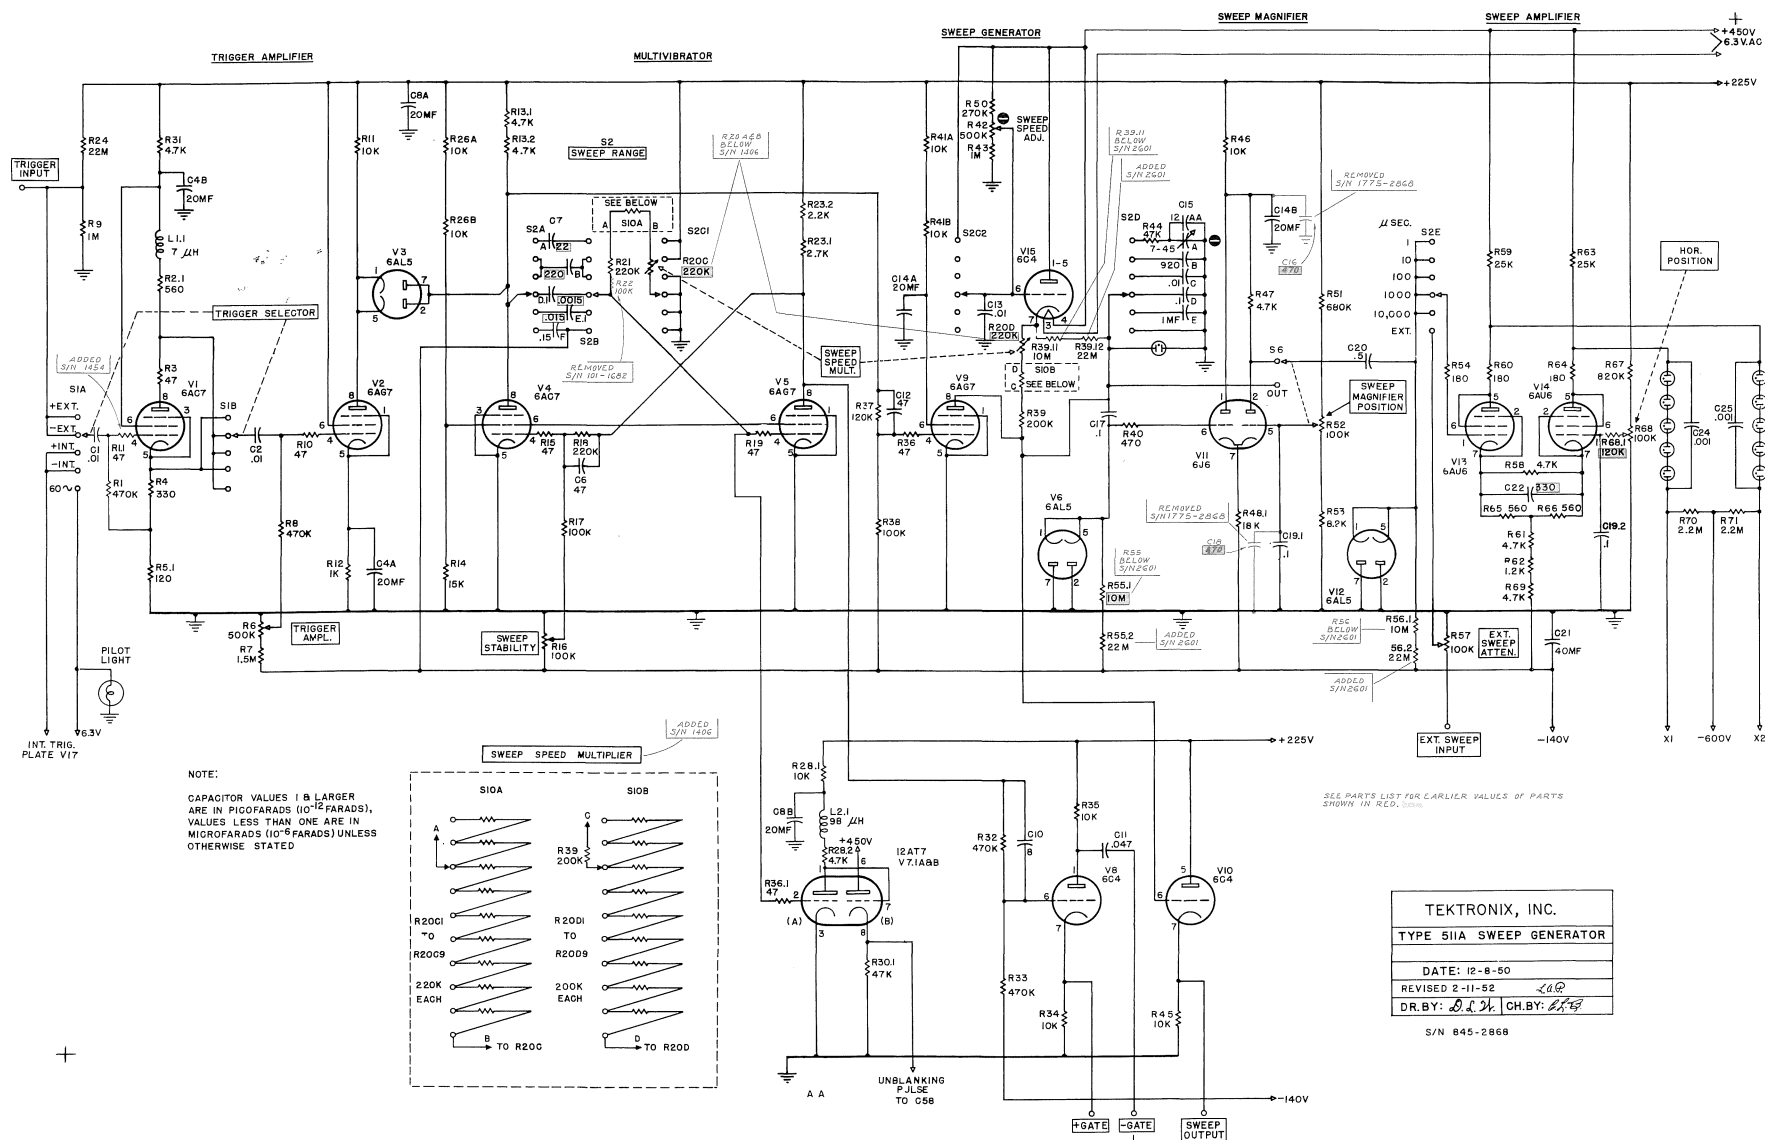 SWEEP MAGNIFIER
SWEEP AMPLIFIER
SWEEP GENERATOR
TRIGGER AMPLIFIER
MULTIVIBRATOR
+450V
6.3V.AC
+225V
TRIGGER INPUT
R24
22M
R9
1M
R31
4.7K
C4B
20MF
L1.1
7 µH
R2.1
560
TRIGGER SELECTOR
ADDED
S/N 1454
R3
47
V1
6AC7
S1A
+EXT.
-EXT.
+INT.
-INT.
60~
C1
.01
R1.1
47
R1
470K
R4
330
R5.1
120
S1B
C2
.01
R10
47
R8
470K
R6
500K
R7
1.5M
TRIGGER AMPL.
PILOT LIGHT
6.3V
INT. TRIG.
PLATE V17
R11
10K
C8A
20MF
V3
6AL5
V2
6AG7
R12
1K
C4A
20MF
R26A
10K
R26B
10K
R14
15K
R13.1
4.7K
R13.2
4.7K
V4
6AC7
S2
SWEEP RANGE
SEE BELOW
S10A
A B
S2A
C7
A 22
220 B
D.1 .0015
.015 E.1
.15 F
S2B
R21
220K
R22
100K
REMOVED
S/N 101-1682
S2C1
R20C
220K
R20A&B
BELOW
S/N 1406
R15
47
R18
220K
C6
47
R17
100K
SWEEP STABILITY
R16
100K
R23.2
2.2K
R23.1
2.7K
V5
6AG7
R19
47
SWEEP SPEED MULT.
R37
120K
C12
47
R36
47
R38
100K
R41A
10K
R41B
10K
C14A
20MF
V9
6AG7
S2C2
C13
.01
R50
270K
R42
500K
R43
1M
SWEEP SPEED ADJ.
V15
6C4
R20D
220K
R39.11
10M
R39.12
22M
D S10B
C SEE BELOW
R39
200K
R39.11
BELOW
S/N 2601
ADDED
S/N 2601
S2D
R44
47K
C15
12 AA
7-45 A
920 B
.01 C
.1 D
1MF E
C17
.1
R40
470
V6
6AL5
R55
BELOW
S/N2601
R55.1
10M
R55.2
22M
ADDED
S/N2601
REMOVED
S/N1775-2868
C18
470
R46
10K
C14B
20MF
C16
470
REMOVED
S/N 1775-2868
R47
4.7K
V11
6J6
R48.1
18K
C19.1
.1
S6
OUT
C20
.5
SWEEP MAGNIFIER POSITION
R51
680K
R52
100K
R53
8.2K
V12
6AL5
µSEC.
S2E
1
10
100
1000
10,000
EXT.
R56
BELOW
S/N2601
R56.1
10M
56.2
22M
ADDED
S/N2601
R57
100K
EXT. SWEEP ATTEN.
EXT. SWEEP INPUT
C21
40MF
-140V
R59
25K
R63
25K
R54
180
R60
180
R64
180
R67
820K
V13
6AU6
V14
6AU6
R68
100K
R68.1
120K
R58 4.7K
C22 330
R65 560
R66 560
R61
4.7K
R62
1.2K
R69
4.7K
C19.2
.1
HOR. POSITION
C24
.001
C25
.001
R70
2.2M
R71
2.2M
X1
-600V
X2
SWEEP SPEED MULTIPLIER
ADDED
S/N 1406
S10A
S10B
A
C
R39
200K
R20C1
TO
R20C9
220K
EACH
R20D1
TO
R20D9
200K
EACH
B
TO R20C
D
TO R20D
NOTE:
CAPACITOR VALUES 1 & LARGER
ARE IN PICOFARADS (10-12 FARADS),
VALUES LESS THAN ONE ARE IN
MICROFARADS (10-6 FARADS) UNLESS
OTHERWISE STATED
R28.1
10K
C8B
20MF
L2.1
98 µH
+450V
R28.2
4.7K
12AT7
V7.1A&B
R36.1
47
(A)
(B)
R30.1
47K
UNBLANKING
PULSE
TO C58
A A
+225V
R32
470K
C10
8
R35
10K
C11
.047
V8
6C4
V10
6C4
R33
470K
R34
10K
R45
10K
-140V
+GATE
-GATE
SWEEP OUTPUT
SEE PARTS LIST FOR EARLIER VALUES OF PARTS
SHOWN IN RED.
TEKTRONIX, INC.
TYPE 511A SWEEP GENERATOR
DATE: 12-8-50
REVISED 2-11-52
DR.BY: D.L.W. CH.BY:
S/N 845-2868